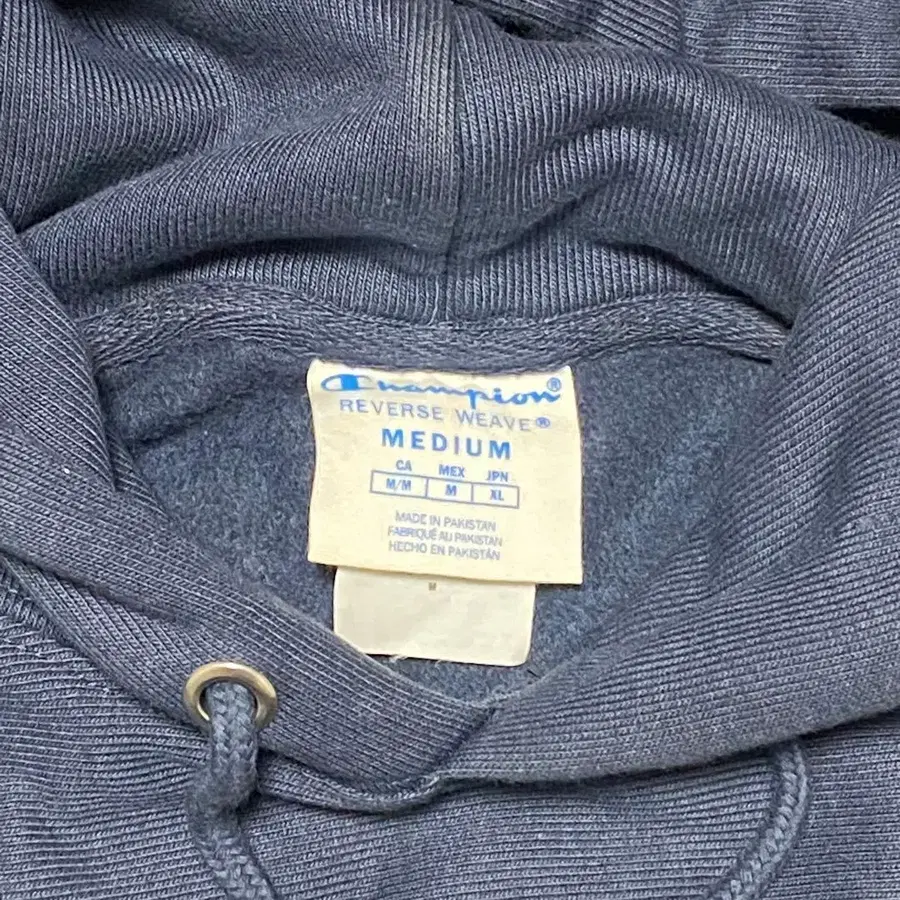 Champion®
REVERSE WEAVE®
MEDIUM
CA MEX JPN
M/M M XL
MADE IN PAKISTAN
FABRIQUÉ AU PAKISTAN
HECHO EN PAKISTÁN
M